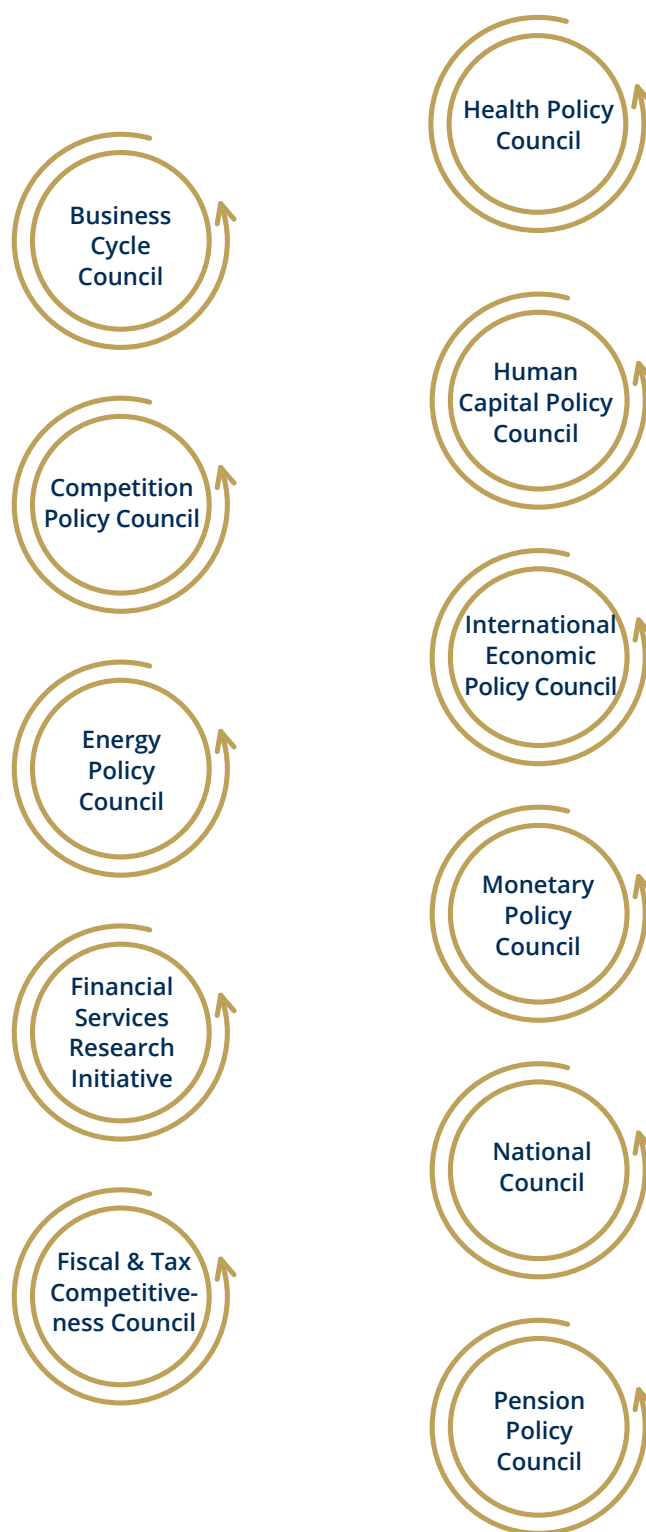 Business
Cycle
Council
Competition
Policy Council
Energy
Policy
Council
Financial
Services
Research
Initiative
Fiscal & Tax
Competitive-
ness Council
Health Policy
Council
Human
Capital Policy
Council
International
Economic
Policy Council
Monetary
Policy
Council
National
Council
Pension
Policy
Council